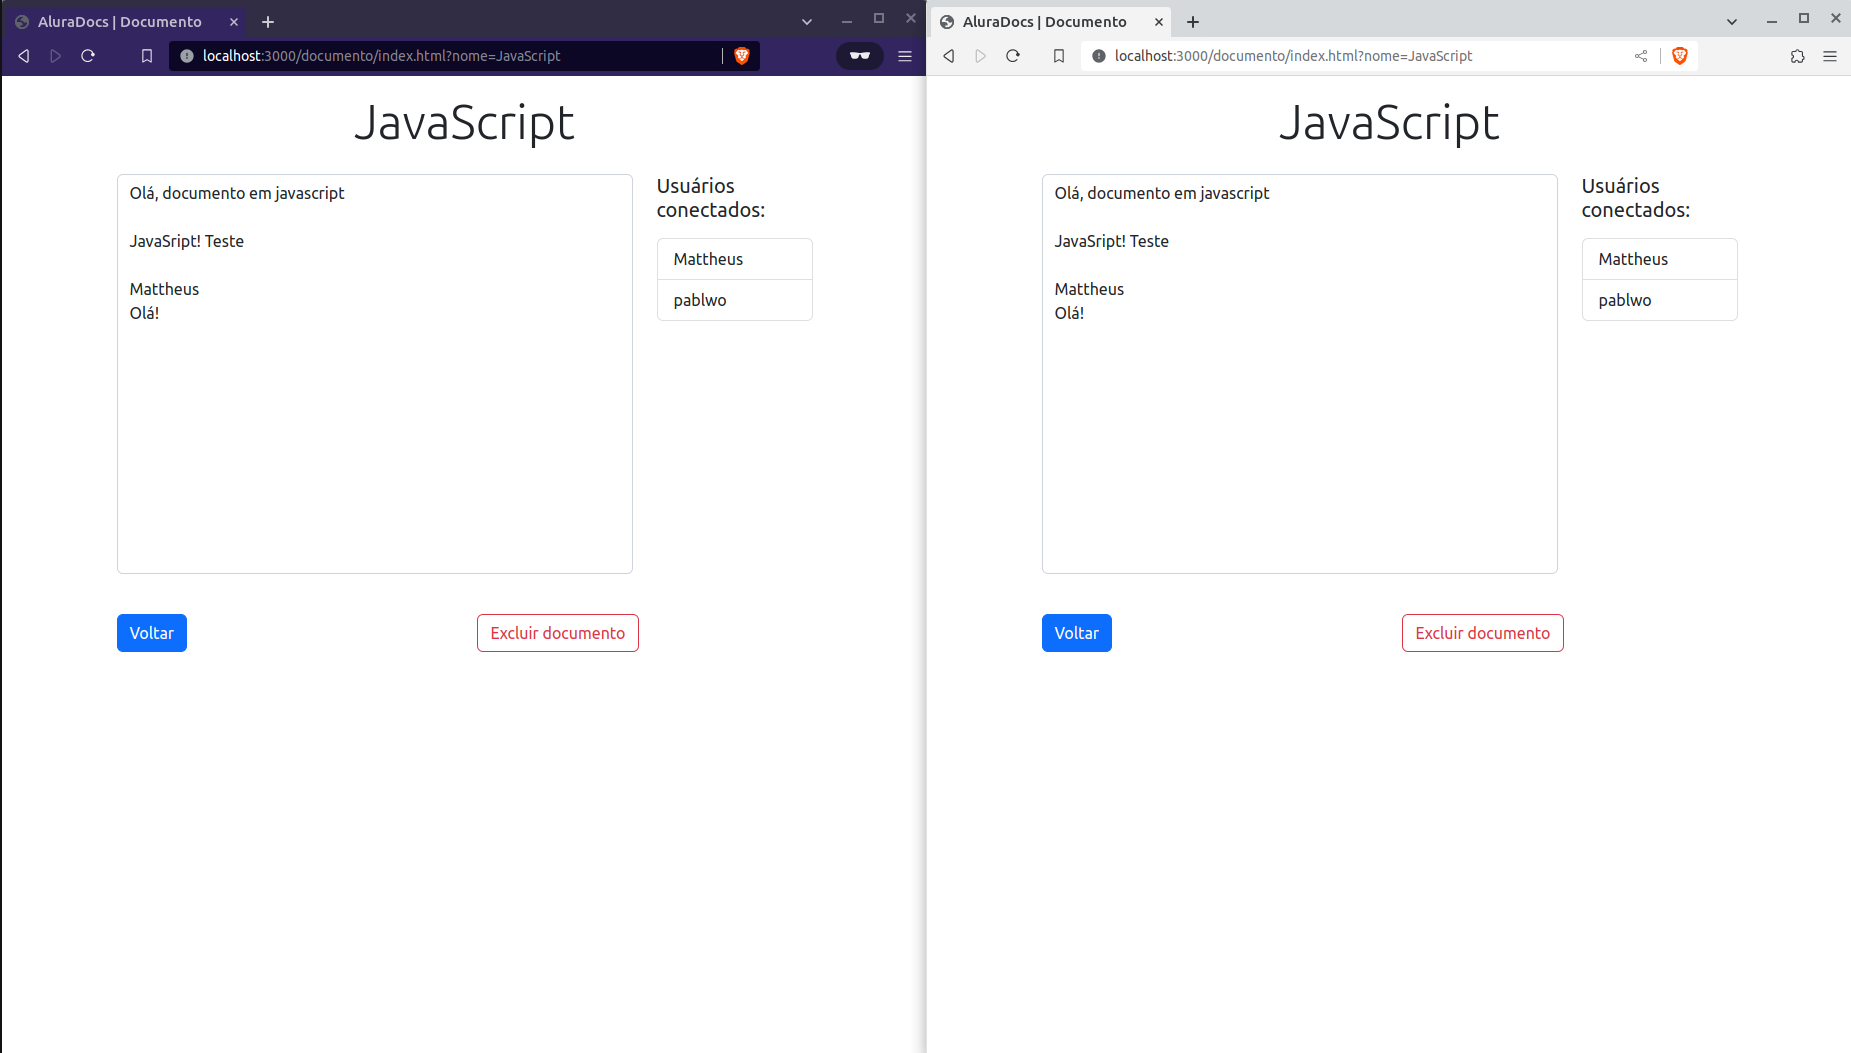 AluraDocs | Documento
localhost:3000/documento/index.html?nome=JavaScript
JavaScript
Olá, documento em javascript
JavaSript! Teste
Mattheus
Olá!
Usuários
conectados:
Mattheus
pablwo
Voltar
Excluir documento
AluraDocs | Documento
localhost:3000/documento/index.html?nome=JavaScript
JavaScript
Olá, documento em javascript
JavaSript! Teste
Mattheus
Olá!
Usuários
conectados:
Mattheus
pablwo
Voltar
Excluir documento